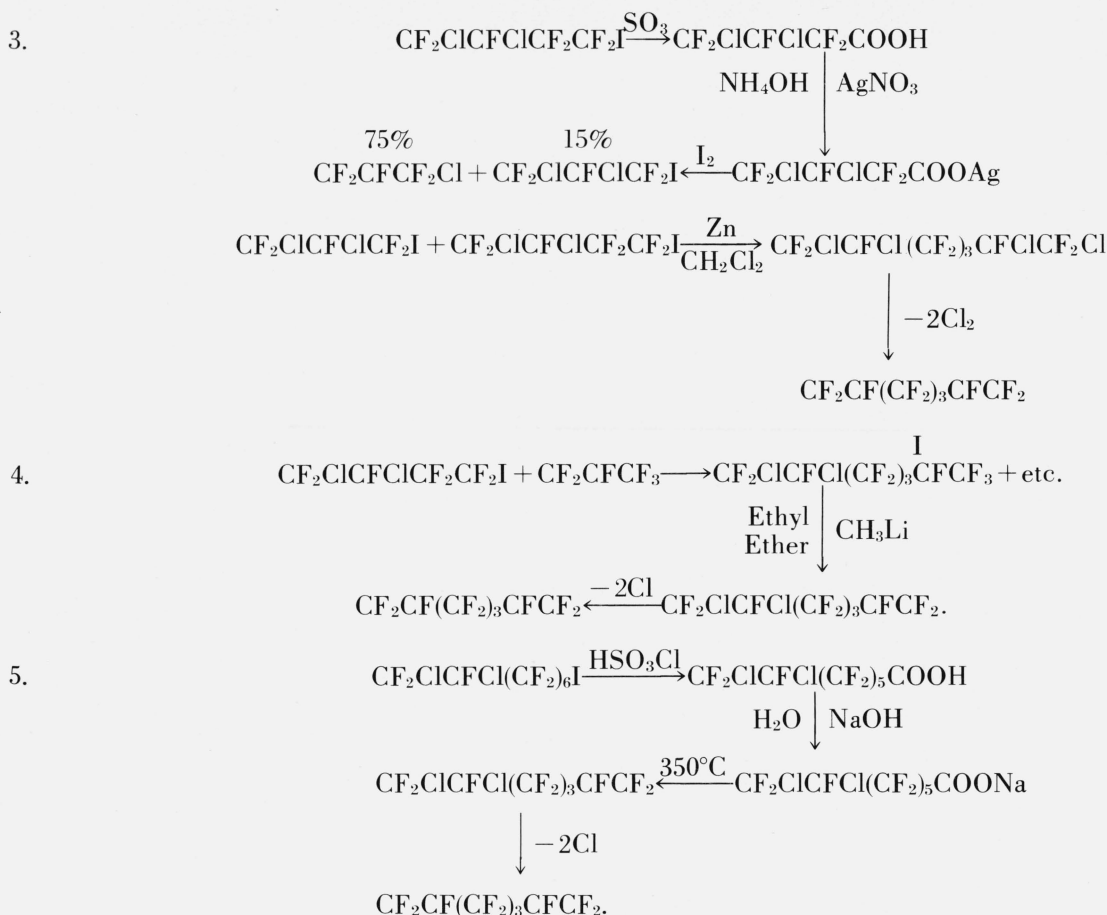 3. CF₂ClCFClCF₂CF₂I —SO₃→ CF₂ClCFClCF₂COOH
NH₄OH ↓ AgNO₃
75% 15%
CF₂CFCF₂Cl + CF₂ClCFClCF₂I ←I₂— CF₂ClCFClCF₂COOAg
CF₂ClCFClCF₂I + CF₂ClCFClCF₂CF₂I —Zn/CH₂Cl₂→ CF₂ClCFCl(CF₂)₃CFClCF₂Cl
↓ −2Cl₂
CF₂CF(CF₂)₃CFCF₂
I
4. CF₂ClCFClCF₂CF₂I + CF₂CFCF₃ → CF₂ClCFCl(CF₂)₃CFCF₃ + etc.
Ethyl
Ether ↓ CH₃Li
CF₂CF(CF₂)₃CFCF₂ ←−2Cl— CF₂ClCFCl(CF₂)₃CFCF₂.
5. CF₂ClCFCl(CF₂)₆I —HSO₃Cl→ CF₂ClCFCl(CF₂)₅COOH
H₂O ↓ NaOH
CF₂ClCFCl(CF₂)₃CFCF₂ ←350°C— CF₂ClCFCl(CF₂)₅COONa
↓ −2Cl
CF₂CF(CF₂)₃CFCF₂.